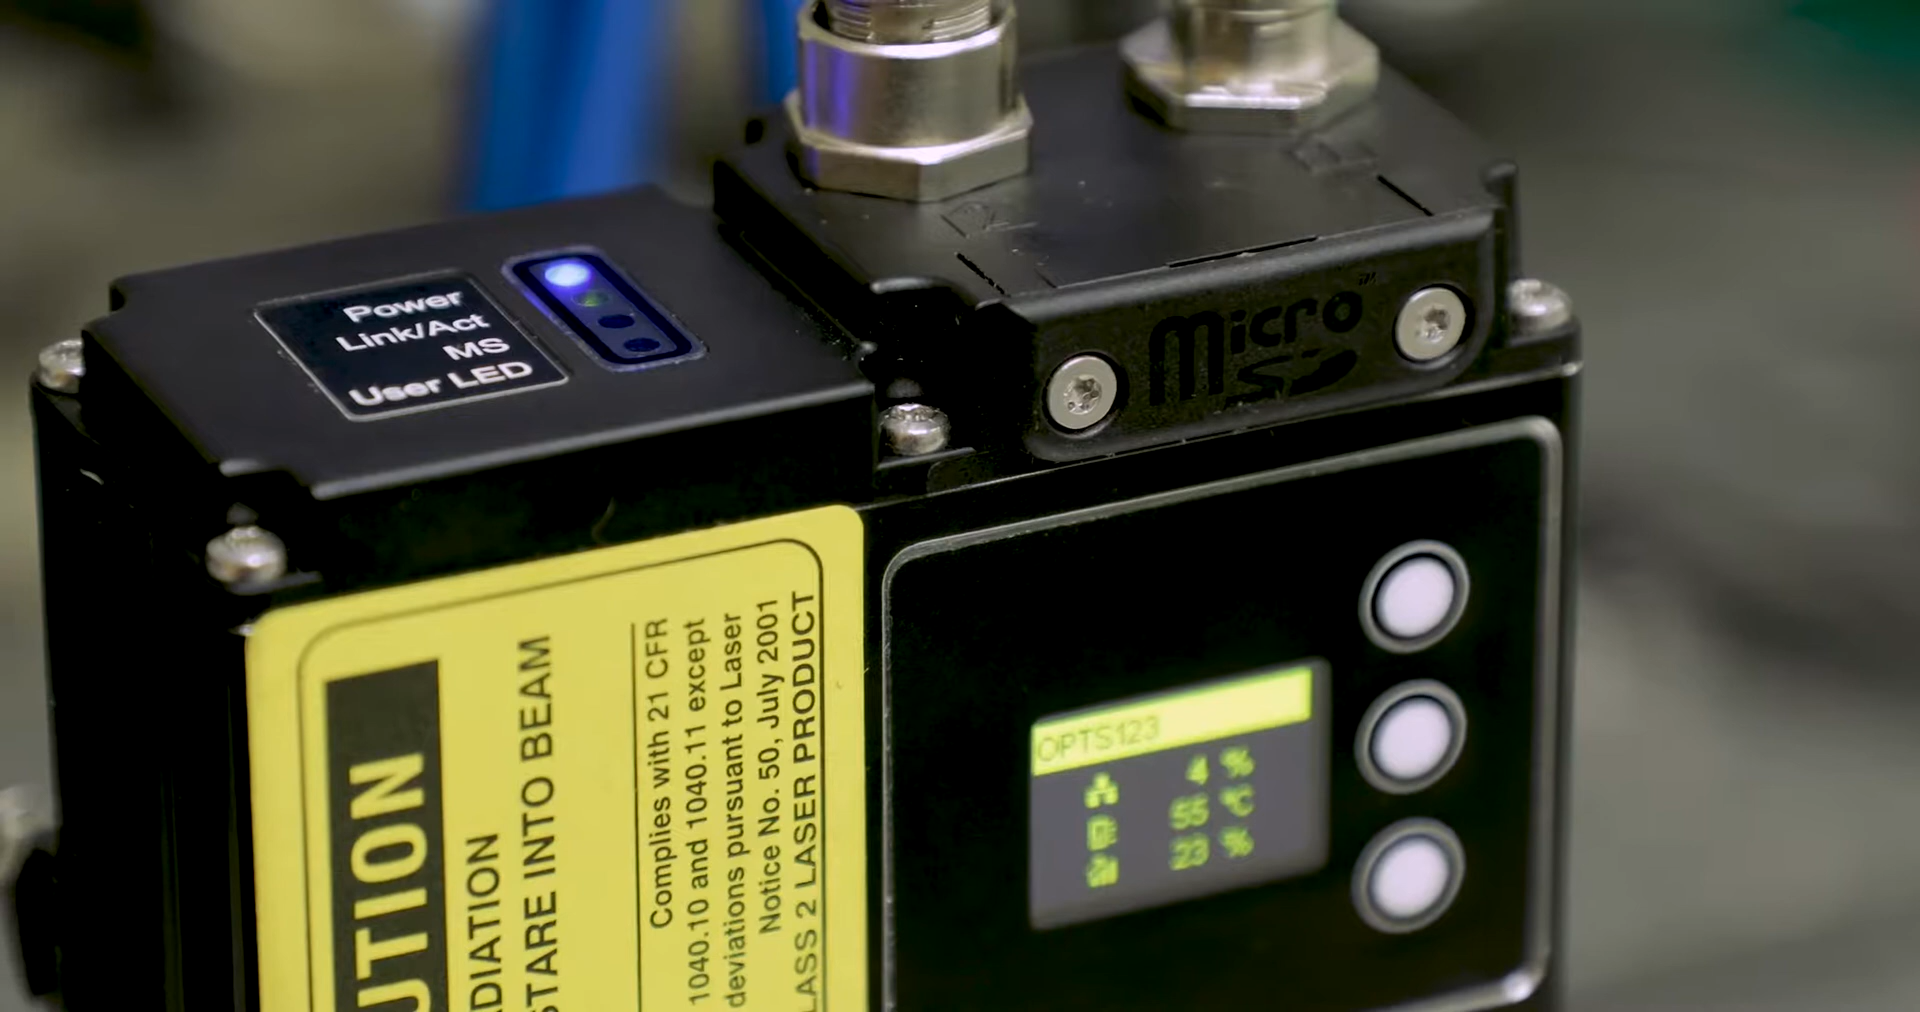 Power
Link/Act
MS
User LED
Micro
SD
UTION
DIATION
STARE INTO BEAM
Complies with 21 CFR
1040.10 and 1040.11 except
deviations pursuant to Laser
Notice No. 50, July 2001
LASS 2 LASER PRODUCT
OPTS123
4 %
55 °C
23 %